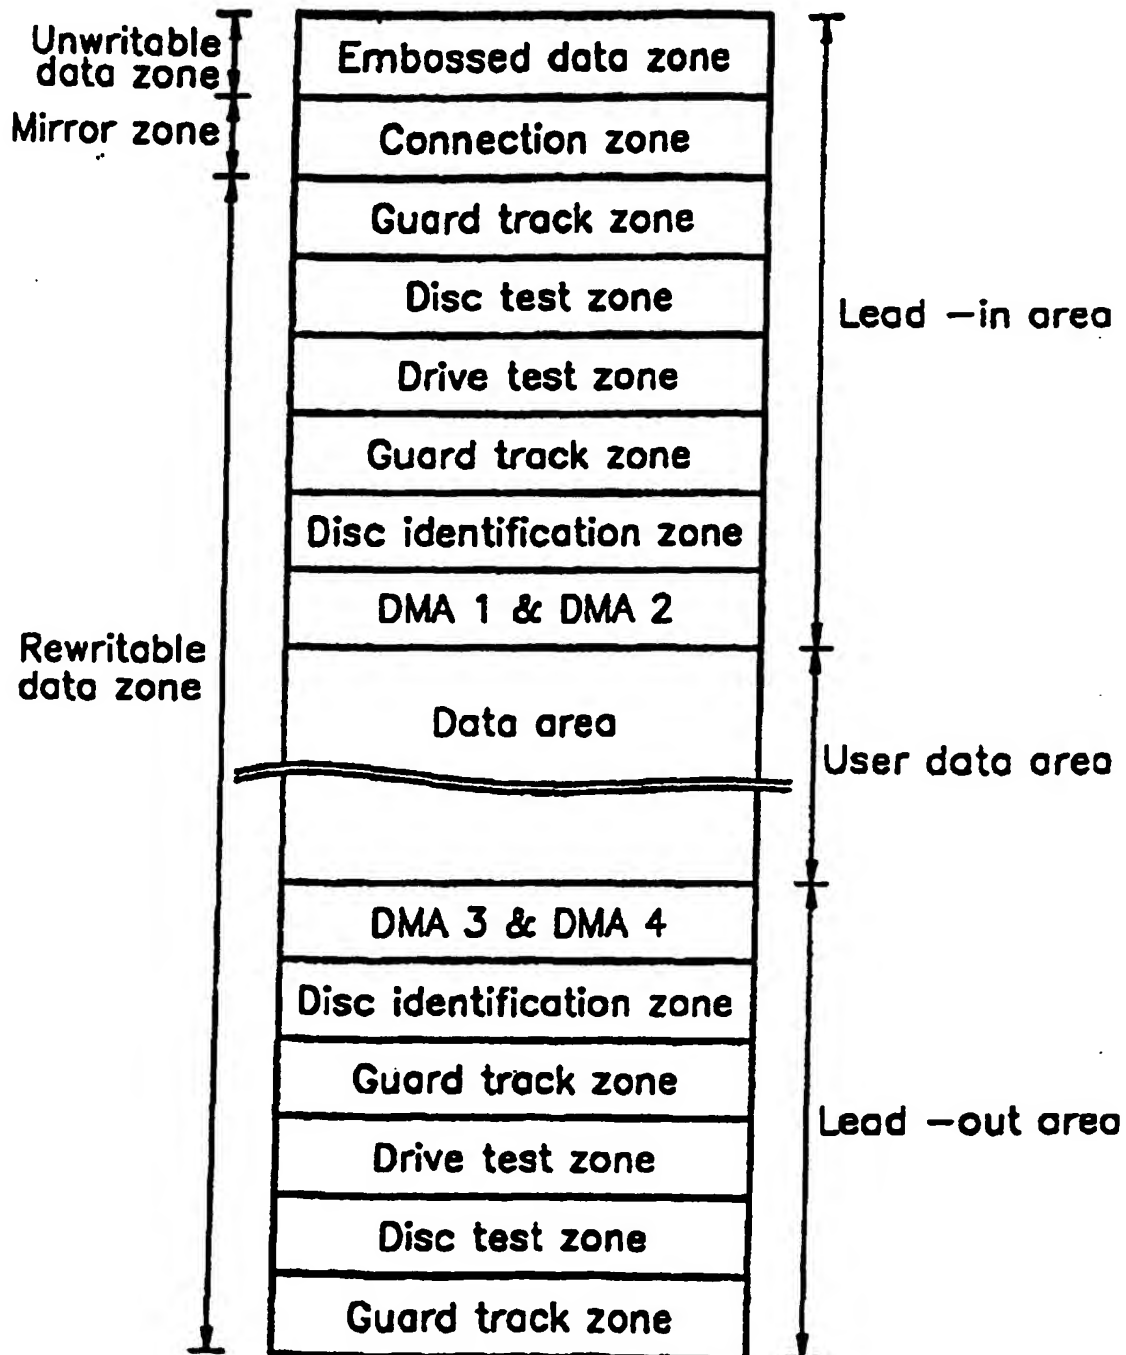 Unwritable
data zone
Embossed data zone
Mirror zone
Connection zone
Guard track zone
Disc test zone
Lead -in area
Drive test zone
Guard track zone
Disc identification zone
DMA 1 & DMA 2
Rewritable
data zone
Data area
User data area
DMA 3 & DMA 4
Disc identification zone
Guard track zone
Lead -out area
Drive test zone
Disc test zone
Guard track zone